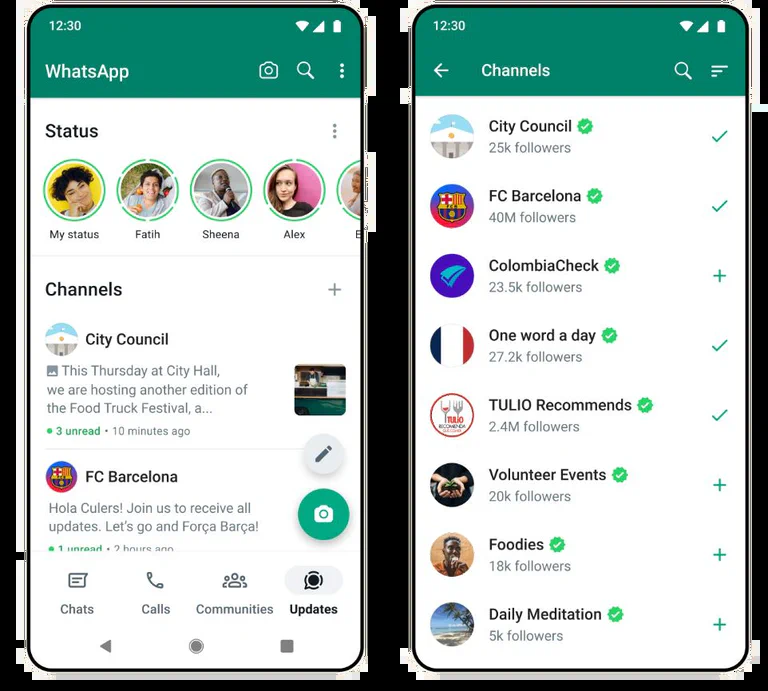 12:30
WhatsApp
Status
My status
Fatih
Sheena
Alex
E
Channels
City Council
This Thursday at City Hall,
we are hosting another edition of
the Food Truck Festival, a...
3 unread • 10 minutes ago
FC Barcelona
Hola Culers! Join us to receive all
updates. Let's go and Força Barça!
1 unread • 2 hours ago
Chats
Calls
Communities
Updates
12:30
Channels
City Council
25k followers
FC Barcelona
40M followers
ColombiaCheck
23.5k followers
One word a day
27.2k followers
TULIO Recommends
2.4M followers
TULIO
RECOMIENDA
Volunteer Events
20k followers
Foodies
18k followers
Daily Meditation
5k followers